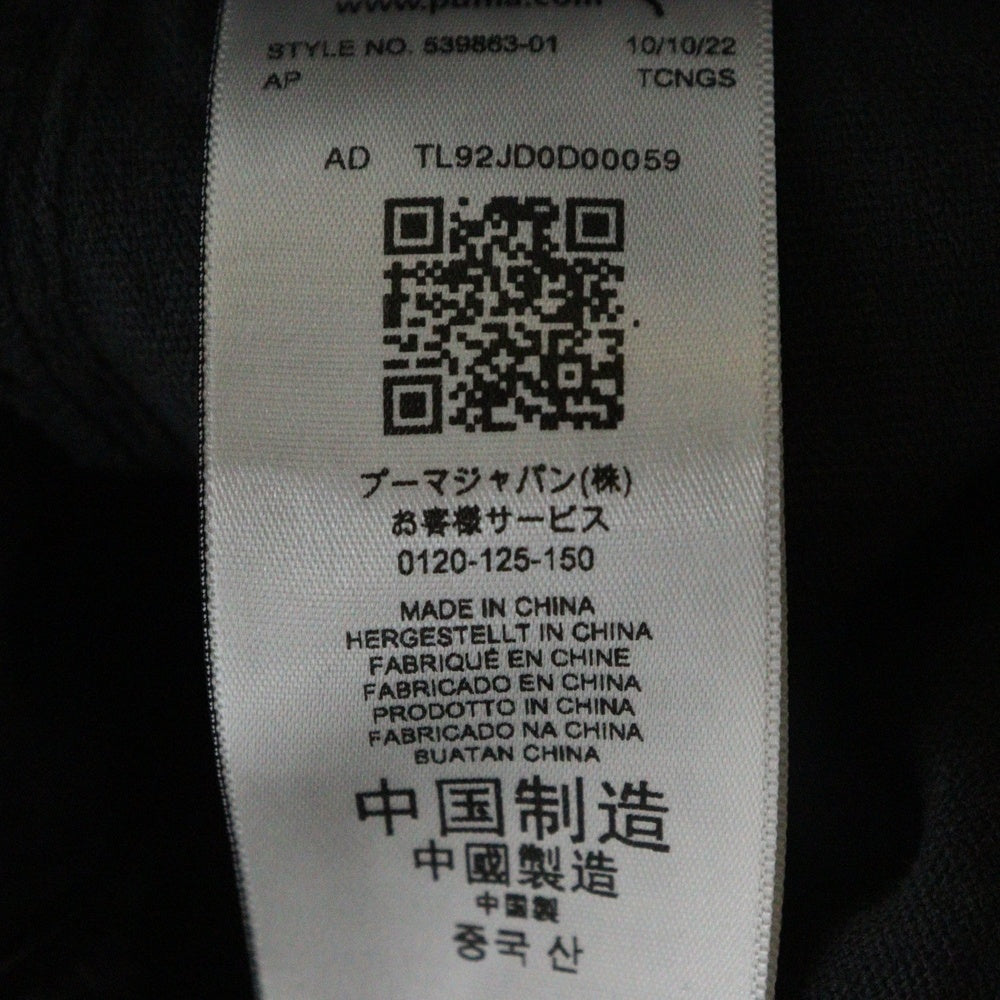 www.puma.com
STYLE NO. 539863-01 10/10/22
AP TCNGS
AD TL92JD0D00059
プーマジャパン(株)
お客様サービス
0120-125-150
MADE IN CHINA
HERGESTELLT IN CHINA
FABRIQUÉ EN CHINE
FABRICADO EN CHINA
PRODOTTO IN CHINA
FABRICADO NA CHINA
BUATAN CHINA
中国制造
中國製造
中国製
중국 산